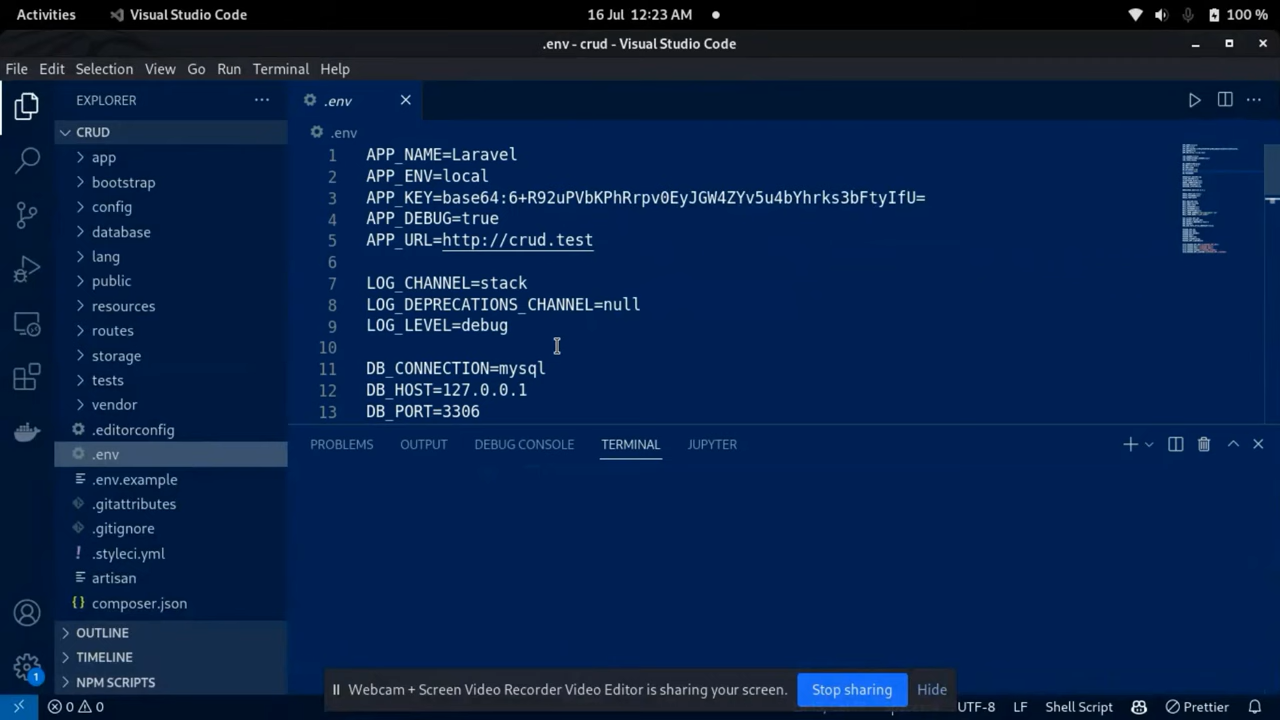 Activities Visual Studio Code 16 Jul 12:23 AM 100 %
.env - crud - Visual Studio Code
File Edit Selection View Go Run Terminal Help
EXPLORER
CRUD
app
bootstrap
config
database
lang
public
resources
routes
storage
tests
vendor
.editorconfig
.env
.env.example
.gitattributes
.gitignore
.styleci.yml
artisan
composer.json
OUTLINE
TIMELINE
NPM SCRIPTS
.env
.env
1 APP_NAME=Laravel
2 APP_ENV=local
3 APP_KEY=base64:6+R92uPVbKPhRrpv0EyJGW4ZYv5u4bYhrks3bFtyIfU=
4 APP_DEBUG=true
5 APP_URL=http://crud.test
6
7 LOG_CHANNEL=stack
8 LOG_DEPRECATIONS_CHANNEL=null
9 LOG_LEVEL=debug
10
11 DB_CONNECTION=mysql
12 DB_HOST=127.0.0.1
13 DB_PORT=3306
PROBLEMS OUTPUT DEBUG CONSOLE TERMINAL JUPYTER
Webcam + Screen Video Recorder Video Editor is sharing your screen. Stop sharing Hide
1
0 0 UTF-8 LF Shell Script Prettier